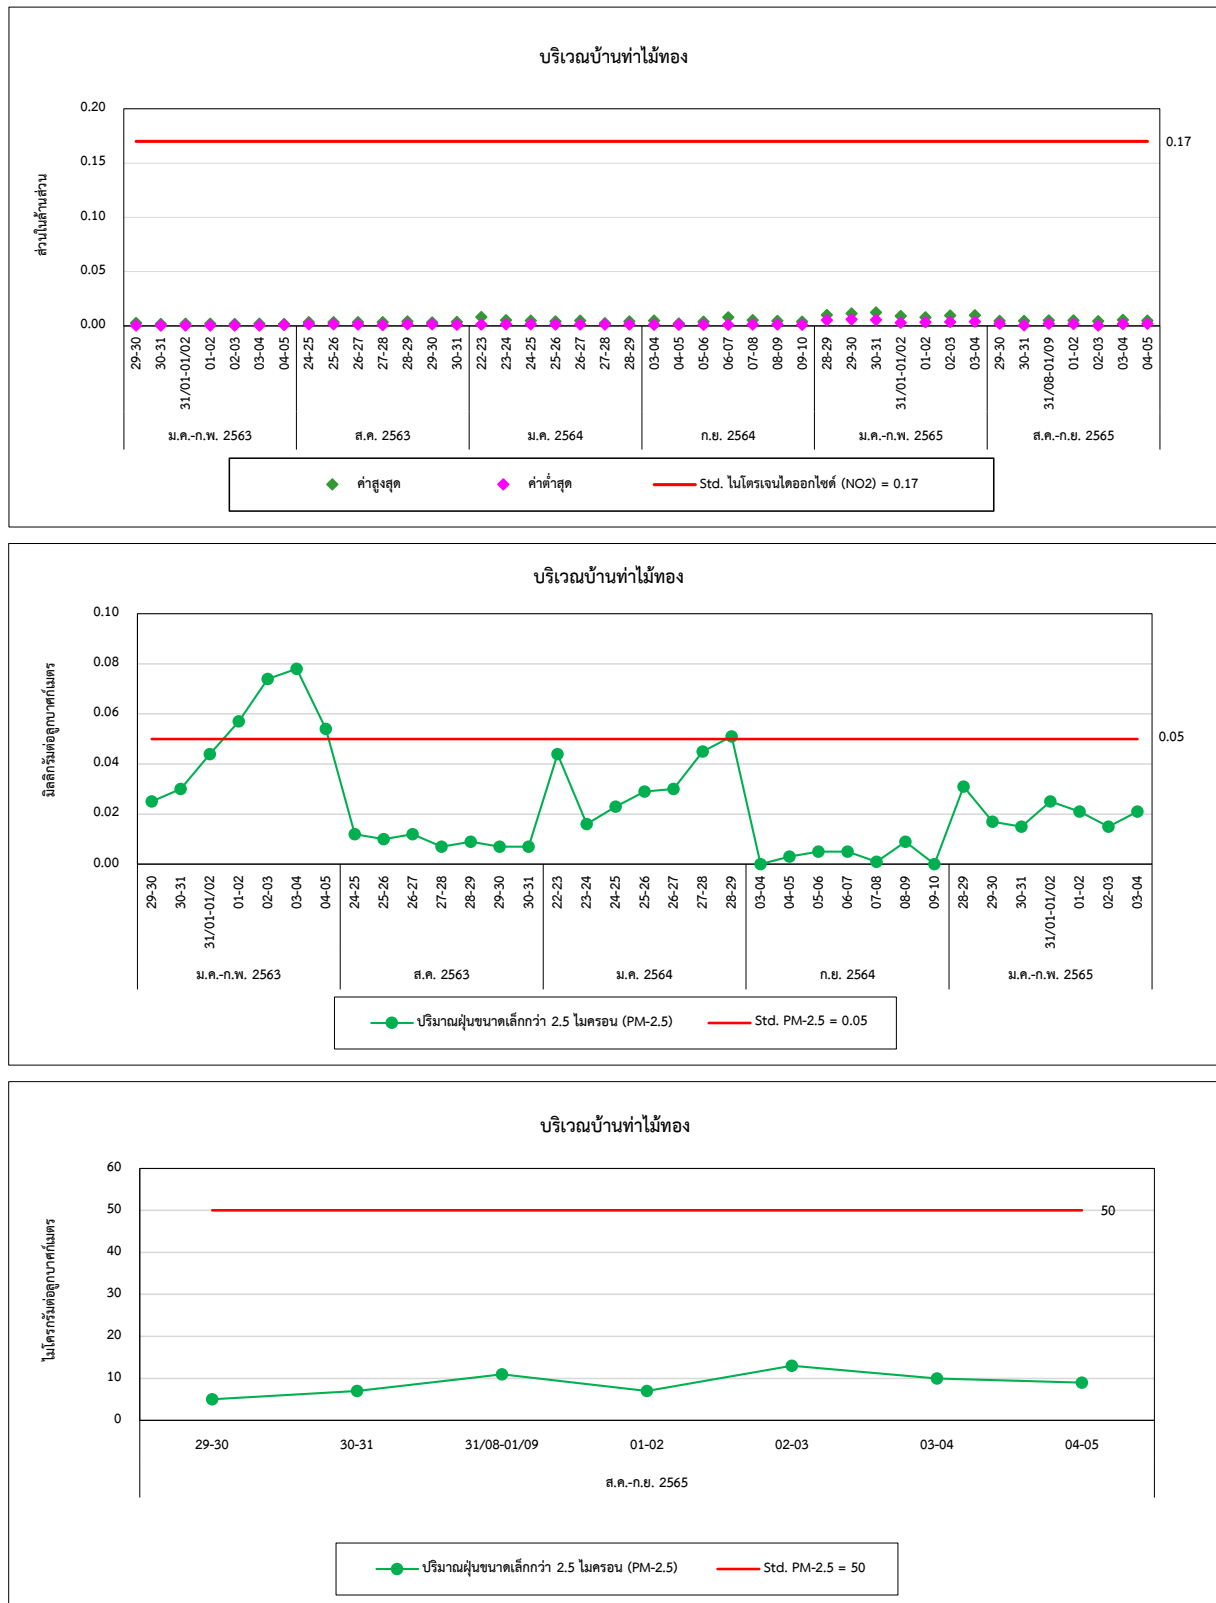 บริเวณบ้านท่าไม้ทอง
0.20
0.17
0.15
ส่วนในล้านส่วน
0.10
0.05
0.00
29-30 30-31 31/01-01/02 01-02 02-03 03-04 04-05 24-25 25-26 26-27 27-28 28-29 29-30 30-31 22-23 23-24 24-25 25-26 26-27 27-28 28-29 03-04 04-05 05-06 06-07 07-08 08-09 09-10 28-29 29-30 30-31 31/01-01/02 01-02 02-03 03-04 29-30 30-31 31/08-01/09 01-02 02-03 03-04 04-05
ม.ค.-ก.พ. 2563 ส.ค. 2563 ม.ค 2564 ก.ย. 2564 ม.ค.-ก.พ. 2565 ส.ค.-ก.ย. 2565
ค่าสูงสุด ค่าต่ำสุด Std. ไนโตรเจนไดออกไซด์ (NO2) = 0.17
บริเวณบ้านท่าไม้ทอง
0.10
0.08
0.06
มิลลิกรัมต่อลูกบาศก์เมตร
0.05
0.04
0.02
0.00
29-30 30-31 31/01-01/02 01-02 02-03 03-04 04-05 24-25 25-26 26-27 27-28 28-29 29-30 30-31 22-23 23-24 24-25 25-26 26-27 27-28 28-29 03-04 04-05 05-06 06-07 07-08 08-09 09-10 28-29 29-30 30-31 31/01-01/02 01-02 02-03 03-04
ม.ค.-ก.พ. 2563 ส.ค. 2563 ม.ค 2564 ก.ย. 2564 ม.ค.-ก.พ. 2565
ปริมาณฝุ่นขนาดเล็กกว่า 2.5 ไมครอน (PM-2.5) Std. PM-2.5 = 0.05
บริเวณบ้านท่าไม้ทอง
60
50 50
40
ไมโครกรัมต่อลูกบาศก์เมตร
30
20
10
0
29-30 30-31 31/08-01/09 01-02 02-03 03-04 04-05
ส.ค.-ก.ย. 2565
ปริมาณฝุ่นขนาดเล็กกว่า 2.5 ไมครอน (PM-2.5) Std. PM-2.5 = 50